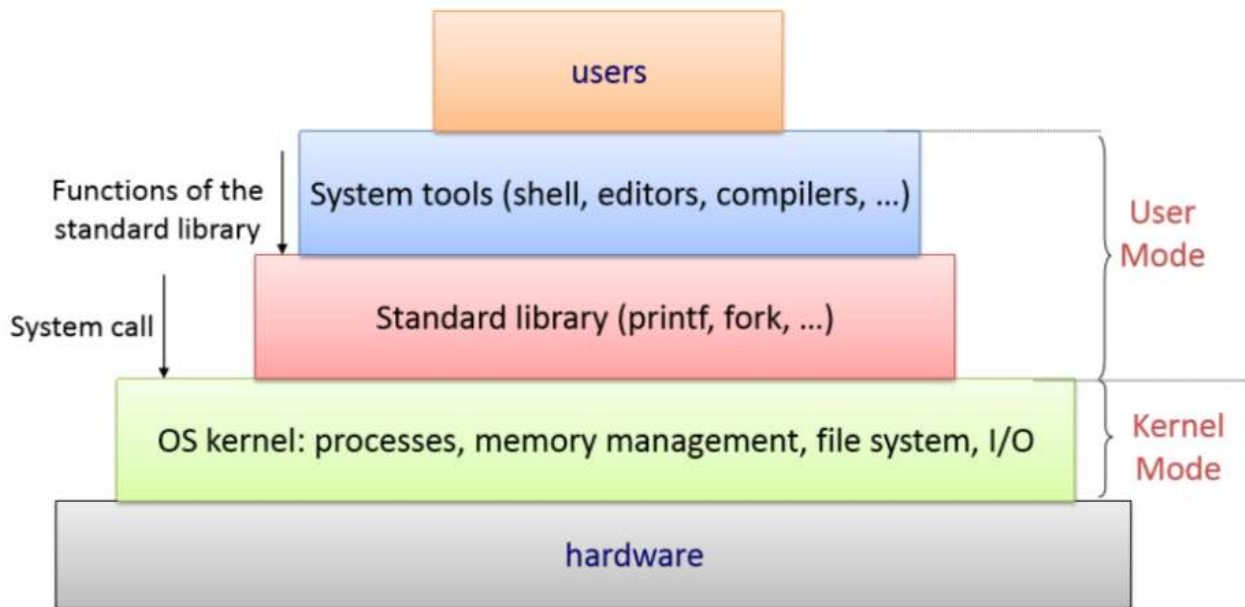 users
Functions of the
standard library
System tools (shell, editors, compilers, ...)
User
Mode
System call
Standard library (printf, fork, ...)
OS kernel: processes, memory management, file system, I/O
Kernel
Mode
hardware